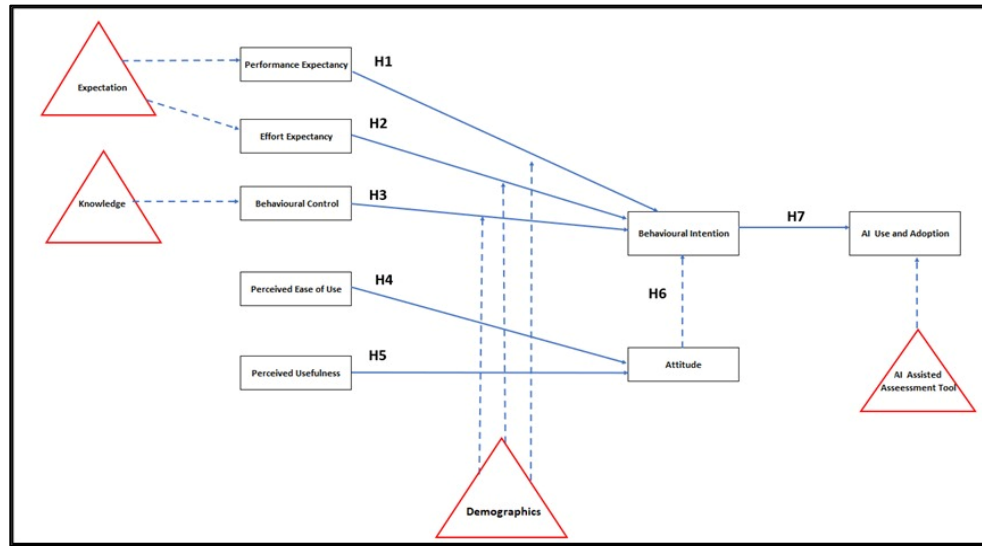 Performance Expectancy
H1
Expectation
Effort Expectancy
H2
Knowledge
Behavioural Control
H3
Behavioural Intention
H7
AI Use and Adoption
Perceived Ease of Use
H4
H6
Perceived Usefulness
H5
Attitude
AI Assisted
Asseessment Tool
Demographics